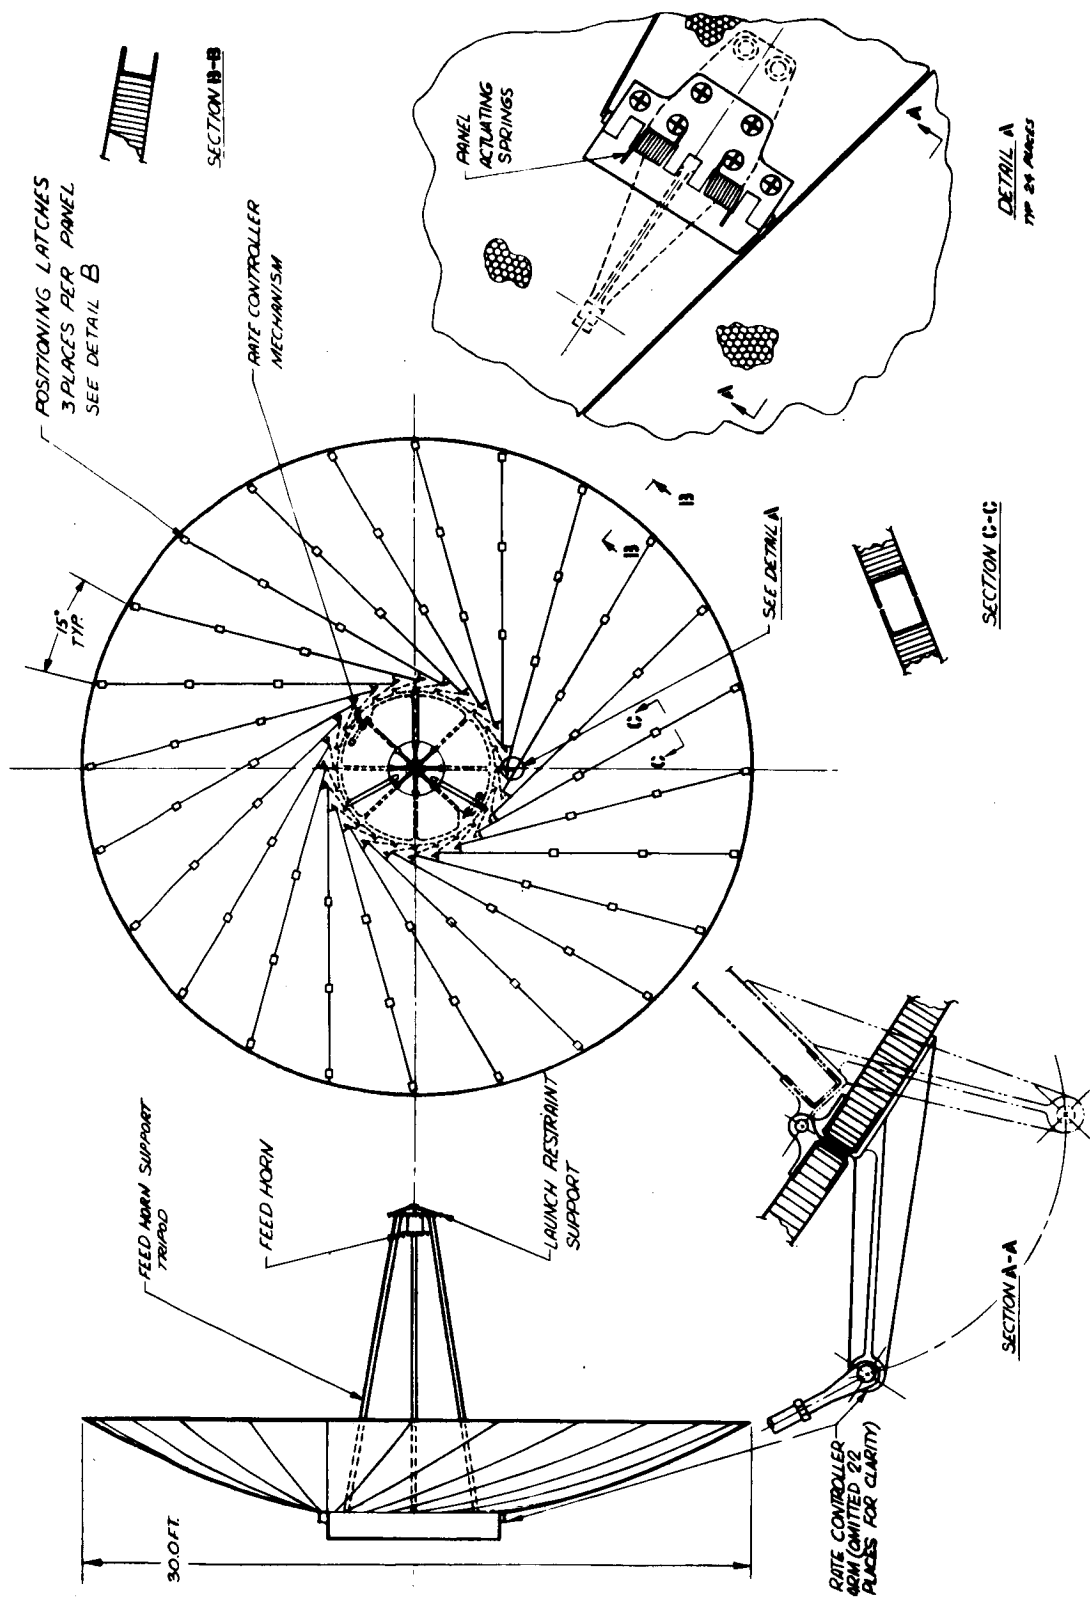 POSITIONING LATCHES
3 PLACES PER PANEL
SEE DETAIL B
SECTION B-B
15°
TYP.
RATE CONTROLLER
MECHANISM
PANEL
ACTUATING
SPRINGS
A
A
DETAIL A
TYP 24 PLACES
B
B
SEE DETAIL A
C
C
SECTION C-C
FEED HORN SUPPORT
TRIPOD
FEED HORN
LAUNCH RESTRAINT
SUPPORT
30.0 FT.
RATE CONTROLLER
ARM (OMITTED 22
PLACES FOR CLARITY)
SECTION A-A